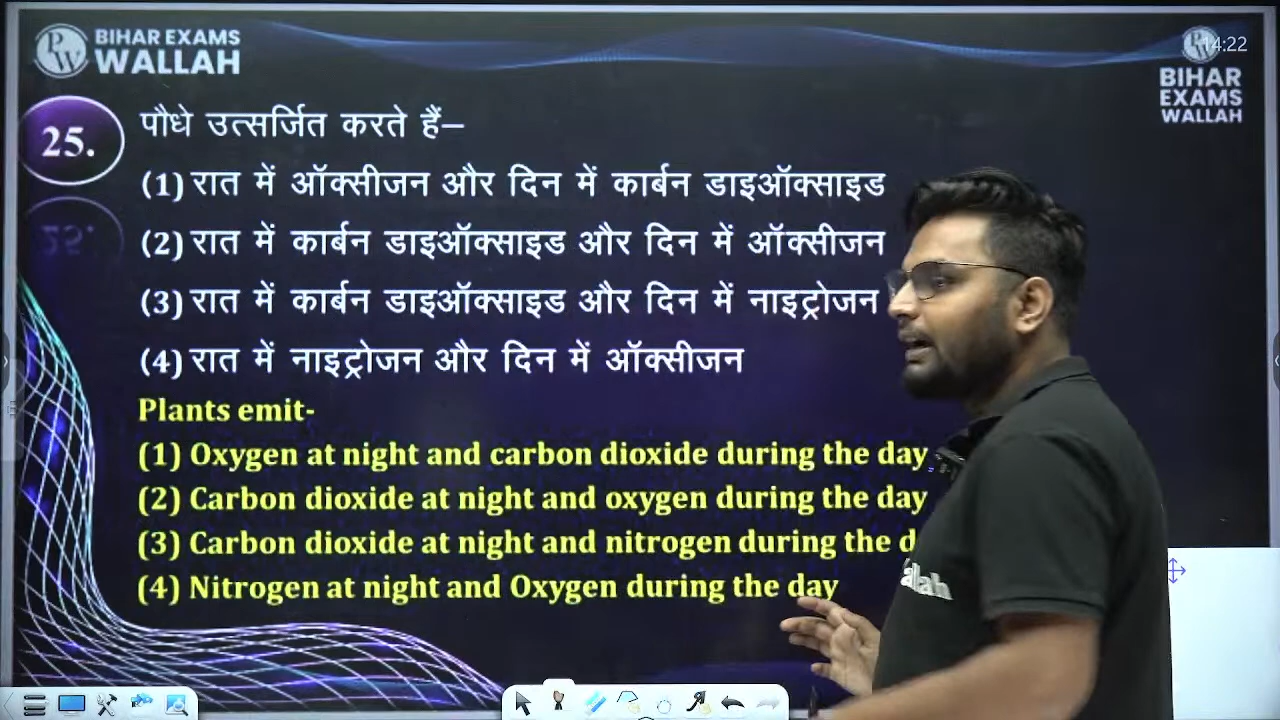 BIHAR EXAMS
WALLAH
14:22
BIHAR
EXAMS
WALLAH
25.
पौधे उत्सर्जित करते हैं–
(1) रात में ऑक्सीजन और दिन में कार्बन डाइऑक्साइड
(2) रात में कार्बन डाइऑक्साइड और दिन में ऑक्सीजन
(3) रात में कार्बन डाइऑक्साइड और दिन में नाइट्रोजन
(4) रात में नाइट्रोजन और दिन में ऑक्सीजन
Plants emit-
(1) Oxygen at night and carbon dioxide during the day
(2) Carbon dioxide at night and oxygen during the day
(3) Carbon dioxide at night and nitrogen during the d
(4) Nitrogen at night and Oxygen during the day
allah